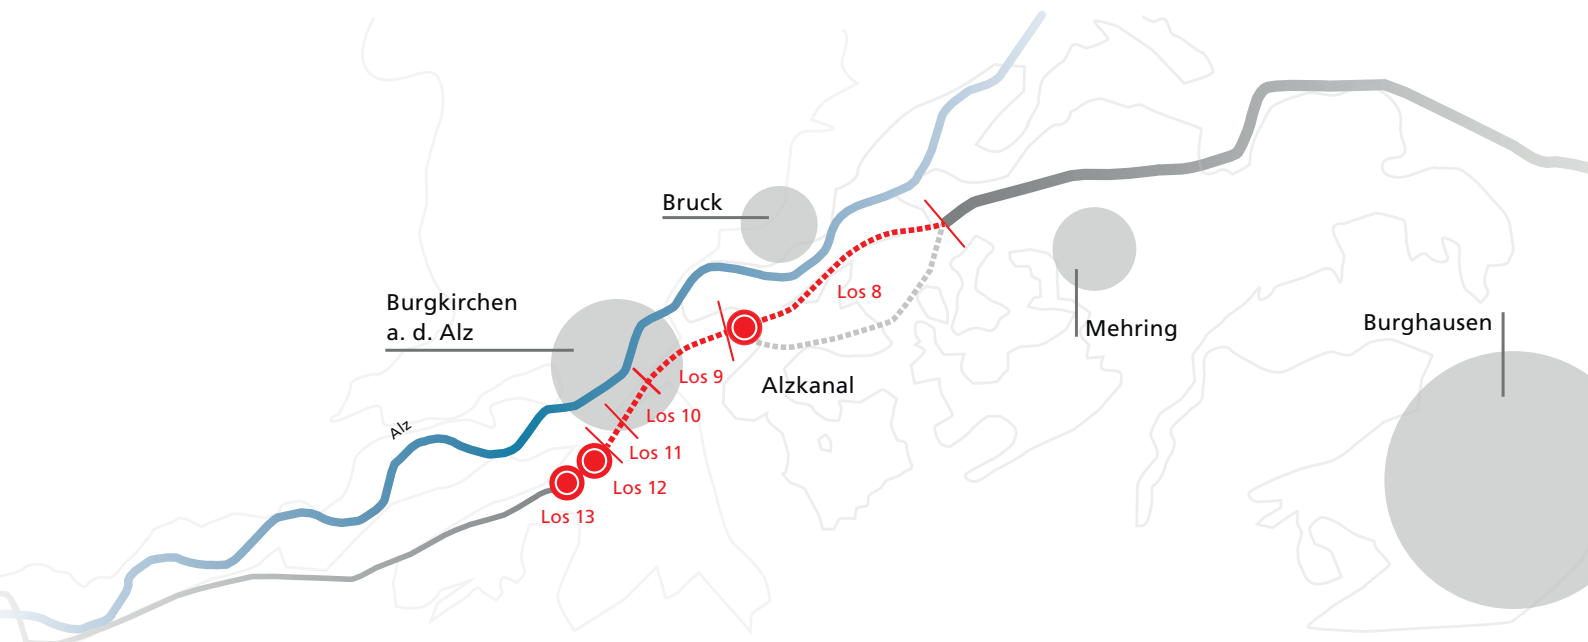 Bruck
Los 8
Burgkirchen
a. d. Alz
Mehring
Burghausen
Los 9
Alzkanal
Los 10
Alz
Los 11
Los 12
Los 13